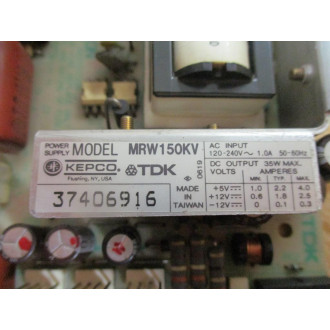 POWER SUPPLY MODEL MRW150KV
KEPCO. TDK
Flushing, NY, USA
37406916
MADE IN TAIWAN
0619
AC INPUT
120-240V~ 1.0A 50-60Hz
DC OUTPUT 35W MAX.
VOLTS AMPERES
MIN. TYP. MAX
+5V 1.0 2.2 4.0
+12V 0.6 1.8 2.5
-12V 0 0.1 0.3